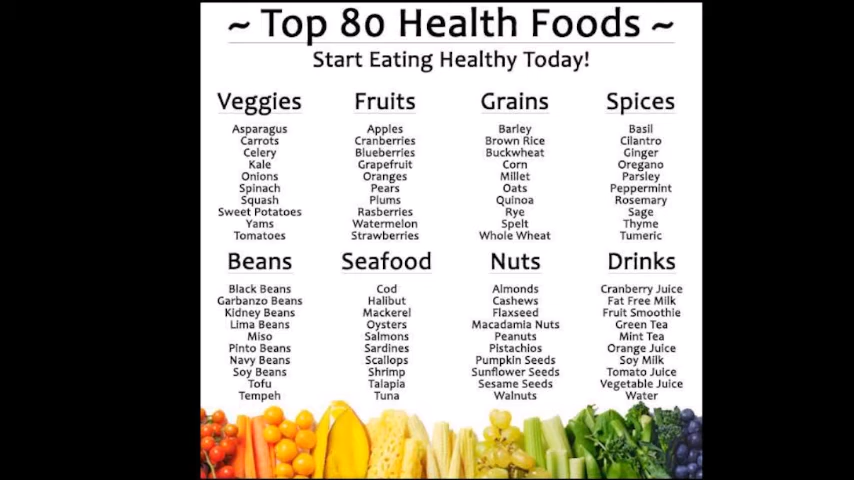 ~ Top 80 Health Foods ~
Start Eating Healthy Today!
Veggies
Asparagus
Carrots
Celery
Kale
Onions
Spinach
Squash
Sweet Potatoes
Yams
Tomatoes
Fruits
Apples
Cranberries
Blueberries
Grapefruit
Oranges
Pears
Plums
Rasberries
Watermelon
Strawberries
Grains
Barley
Brown Rice
Buckwheat
Corn
Millet
Oats
Quinoa
Rye
Spelt
Whole Wheat
Spices
Basil
Cilantro
Ginger
Oregano
Parsley
Peppermint
Rosemary
Sage
Thyme
Tumeric
Beans
Black Beans
Garbanzo Beans
Kidney Beans
Lima Beans
Miso
Pinto Beans
Navy Beans
Soy Beans
Tofu
Tempeh
Seafood
Cod
Halibut
Mackerel
Oysters
Salmons
Sardines
Scallops
Shrimp
Talapia
Tuna
Nuts
Almonds
Cashews
Flaxseed
Macadamia Nuts
Peanuts
Pistachios
Pumpkin Seeds
Sunflower Seeds
Sesame Seeds
Walnuts
Drinks
Cranberry Juice
Fat Free Milk
Fruit Smoothie
Green Tea
Mint Tea
Orange Juice
Soy Milk
Tomato Juice
Vegetable Juice
Water